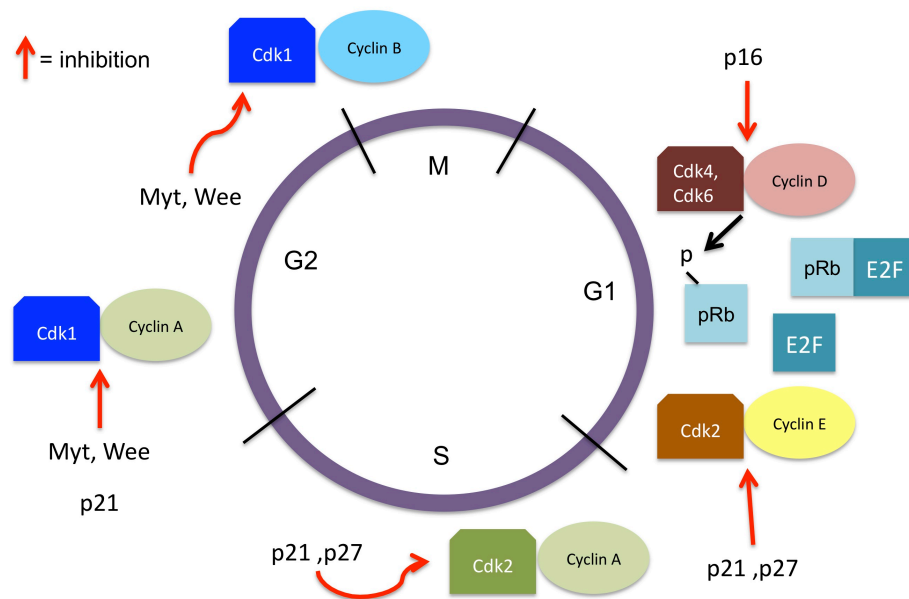 = inhibition
Cdk1
Cyclin B
Myt, Wee
p16
Cdk4,
Cdk6
Cyclin D
p
pRb
pRb
E2F
E2F
M
G2
G1
S
Cdk1
Cyclin A
Myt, Wee
p21
Cdk2
Cyclin E
p21 ,p27
p21 ,p27
Cdk2
Cyclin A